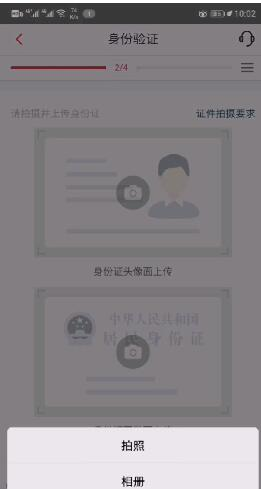 74
K/s
10:02
身份验证
2/4
请拍摄并上传身份证
证件拍摄要求
身份证头像面上传
中华人民共和国
居民身份证
拍照
相册